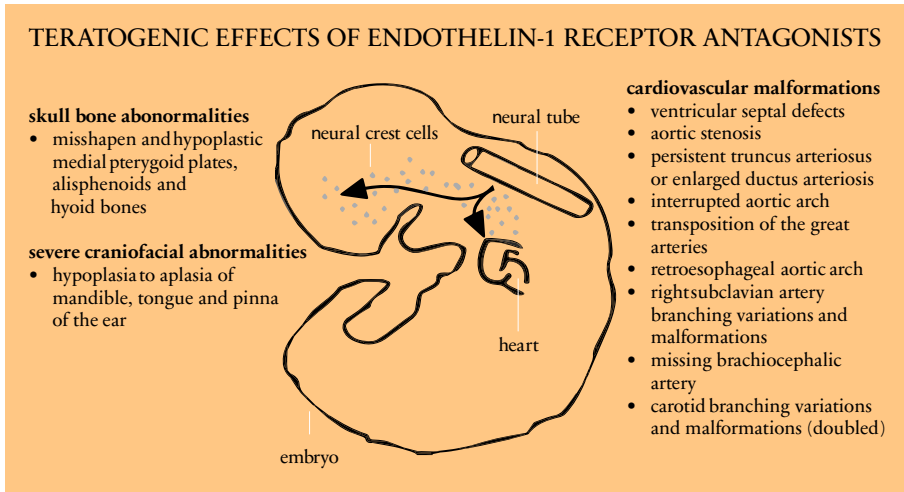 TERATOGENIC EFFECTS OF ENDOTHELIN-1 RECEPTOR ANTAGONISTS
skull bone abonormalities
• misshapen and hypoplastic
medial pterygoid plates,
alisphenoids and
hyoid bones
severe craniofacial abnormalities
• hypoplasia to aplasia of
mandible, tongue and pinna
of the ear
neural crest cells
neural tube
heart
embryo
cardiovascular malformations
• ventricular septal defects
• aortic stenosis
• persistent truncus arteriosus
or enlarged ductus arteriosis
• interrupted aortic arch
• transposition of the great
arteries
• retroesophageal aortic arch
• right subclavian artery
branching variations and
malformations
• missing brachiocephalic
artery
• carotid branching variations
and malformations (doubled)